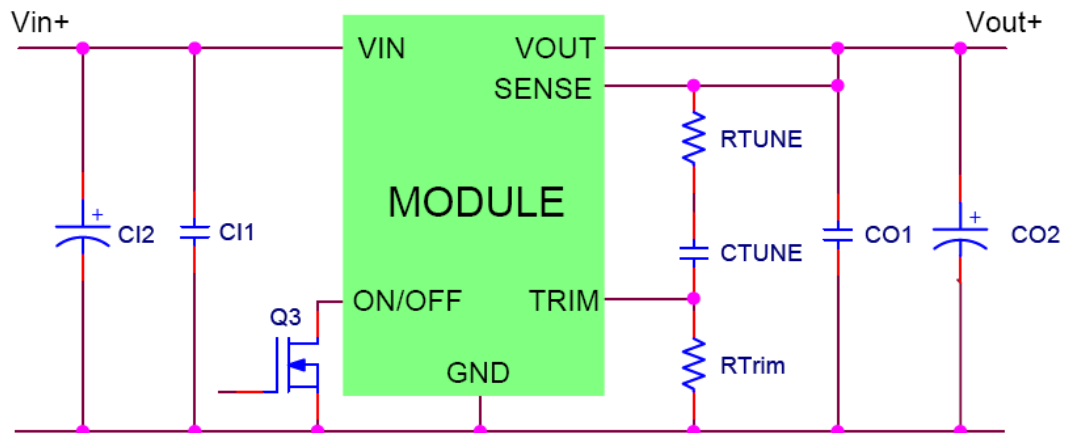 Vin+
Vout+
VIN
VOUT
SENSE
RTUNE
MODULE
CI2
CI1
CTUNE
CO1
CO2
ON/OFF
TRIM
Q3
RTrim
GND
+
+